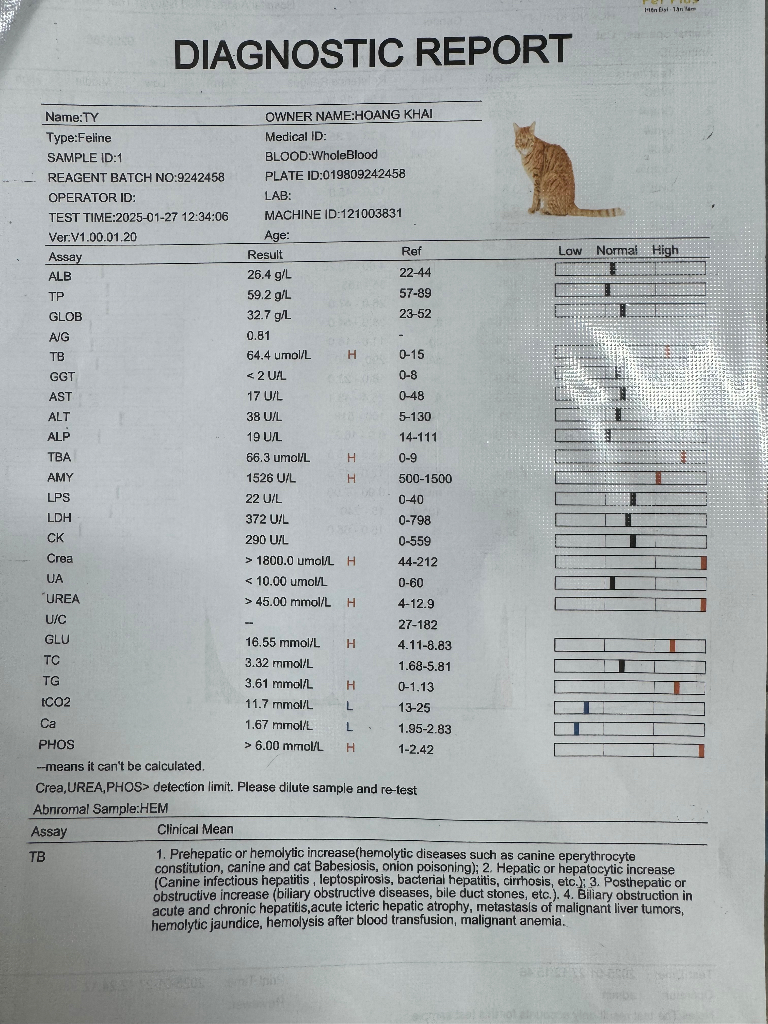 Hiện Đại - Tận Tâm
DIAGNOSTIC REPORT
Name:TY OWNER NAME:HOANG KHAI
Type:Feline Medical ID:
SAMPLE ID:1 BLOOD:WholeBlood
REAGENT BATCH NO:9242458 PLATE ID:019809242458
OPERATOR ID: LAB:
TEST TIME:2025-01-27 12:34:06 MACHINE ID:121003831
Ver:V1.00.01.20 Age:
Assay Result Ref Low Normal High
ALB 26.4 g/L 22-44
TP 59.2 g/L 57-89
GLOB 32.7 g/L 23-52
A/G 0.81 -
TB 64.4 umol/L H 0-15
GGT < 2 U/L 0-8
AST 17 U/L 0-48
ALT 38 U/L 5-130
ALP 19 U/L 14-111
TBA 66.3 umol/L H 0-9
AMY 1526 U/L H 500-1500
LPS 22 U/L 0-40
LDH 372 U/L 0-798
CK 290 U/L 0-559
Crea > 1800.0 umol/L H 44-212
UA < 10.00 umol/L 0-60
UREA > 45.00 mmol/L H 4-12.9
U/C -- 27-182
GLU 16.55 mmol/L H 4.11-8.83
TC 3.32 mmol/L 1.68-5.81
TG 3.61 mmol/L H 0-1.13
tCO2 11.7 mmol/L L 13-25
Ca 1.67 mmol/L L 1.95-2.83
PHOS > 6.00 mmol/L H 1-2.42
--means it can't be calculated.
Crea,UREA,PHOS> detection limit. Please dilute sample and re-test
Abnromal Sample:HEM
Assay Clinical Mean
TB 1. Prehepatic or hemolytic increase(hemolytic diseases such as canine eperythrocyte
constitution, canine and cat Babesiosis, onion poisoning); 2. Hepatic or hepatocytic increase
(Canine infectious hepatitis , leptospirosis, bacterial hepatitis, cirrhosis, etc.); 3. Posthepatic or
obstructive increase (biliary obstructive diseases, bile duct stones, etc.). 4. Biliary obstruction in
acute and chronic hepatitis,acute icteric hepatic atrophy, metastasis of malignant liver tumors,
hemolytic jaundice, hemolysis after blood transfusion, malignant anemia.